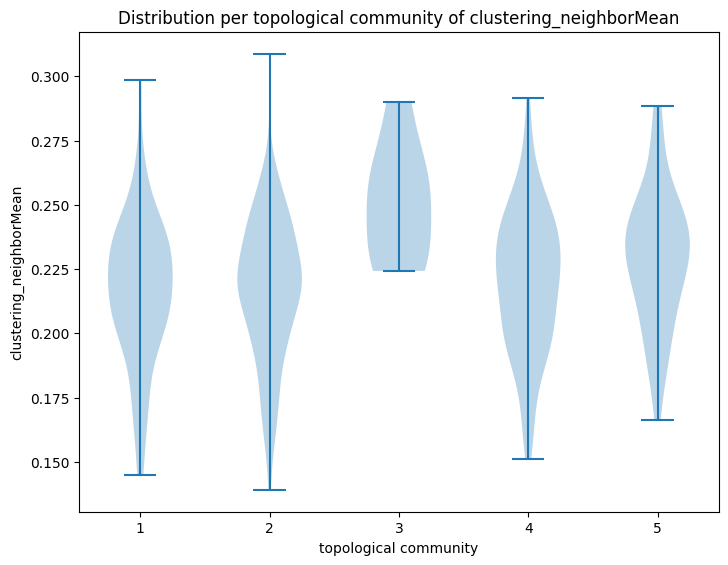 Distribution per topological community of clustering_neighborMean
0.300
0.275
0.250
0.225
0.200
0.175
0.150
clustering_neighborMean
1 2 3 4 5
topological community